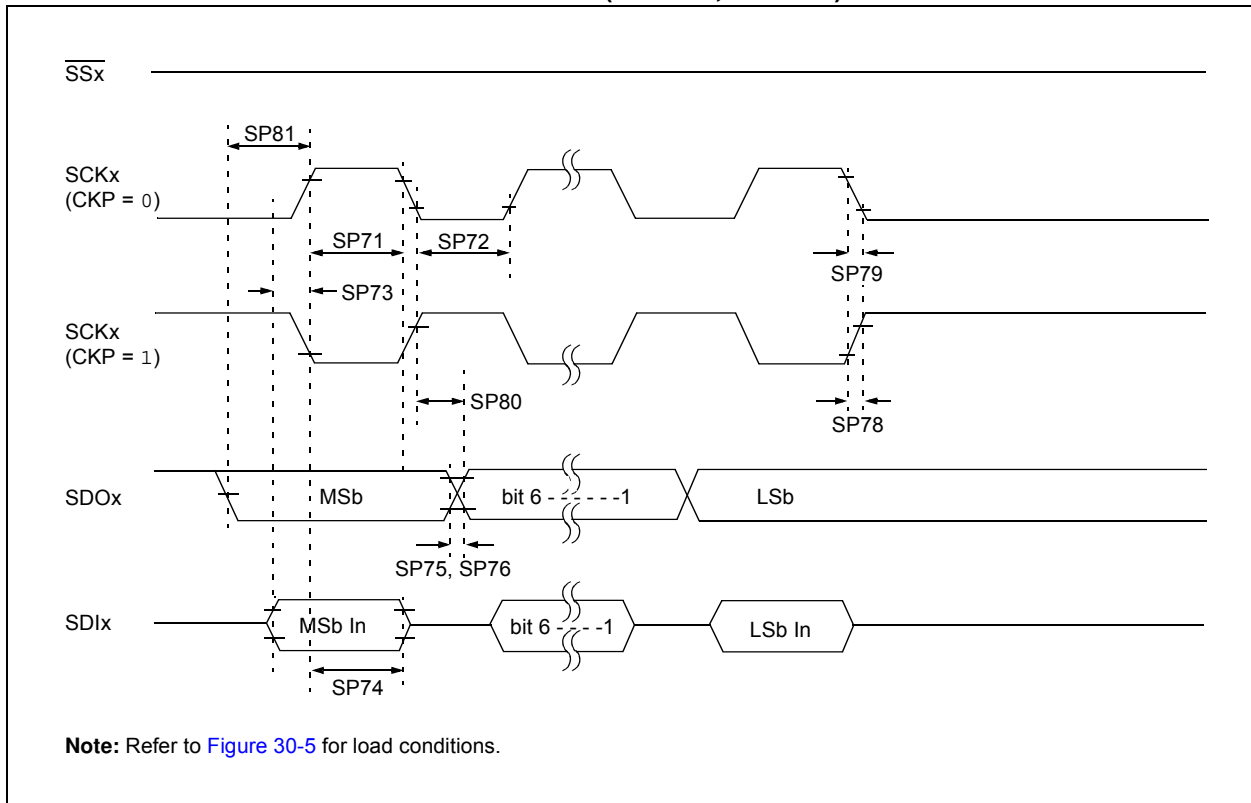 SSx
SP81
SCKx
(CKP = 0)
SP71
SP72
SP79
SP73
SCKx
(CKP = 1)
SP80
SP78
SDOx
MSb
bit 6 - - - - - -1
LSb
SP75, SP76
SDIx
MSb In
bit 6 - - - -1
LSb In
SP74
Note: Refer to Figure 30-5 for load conditions.